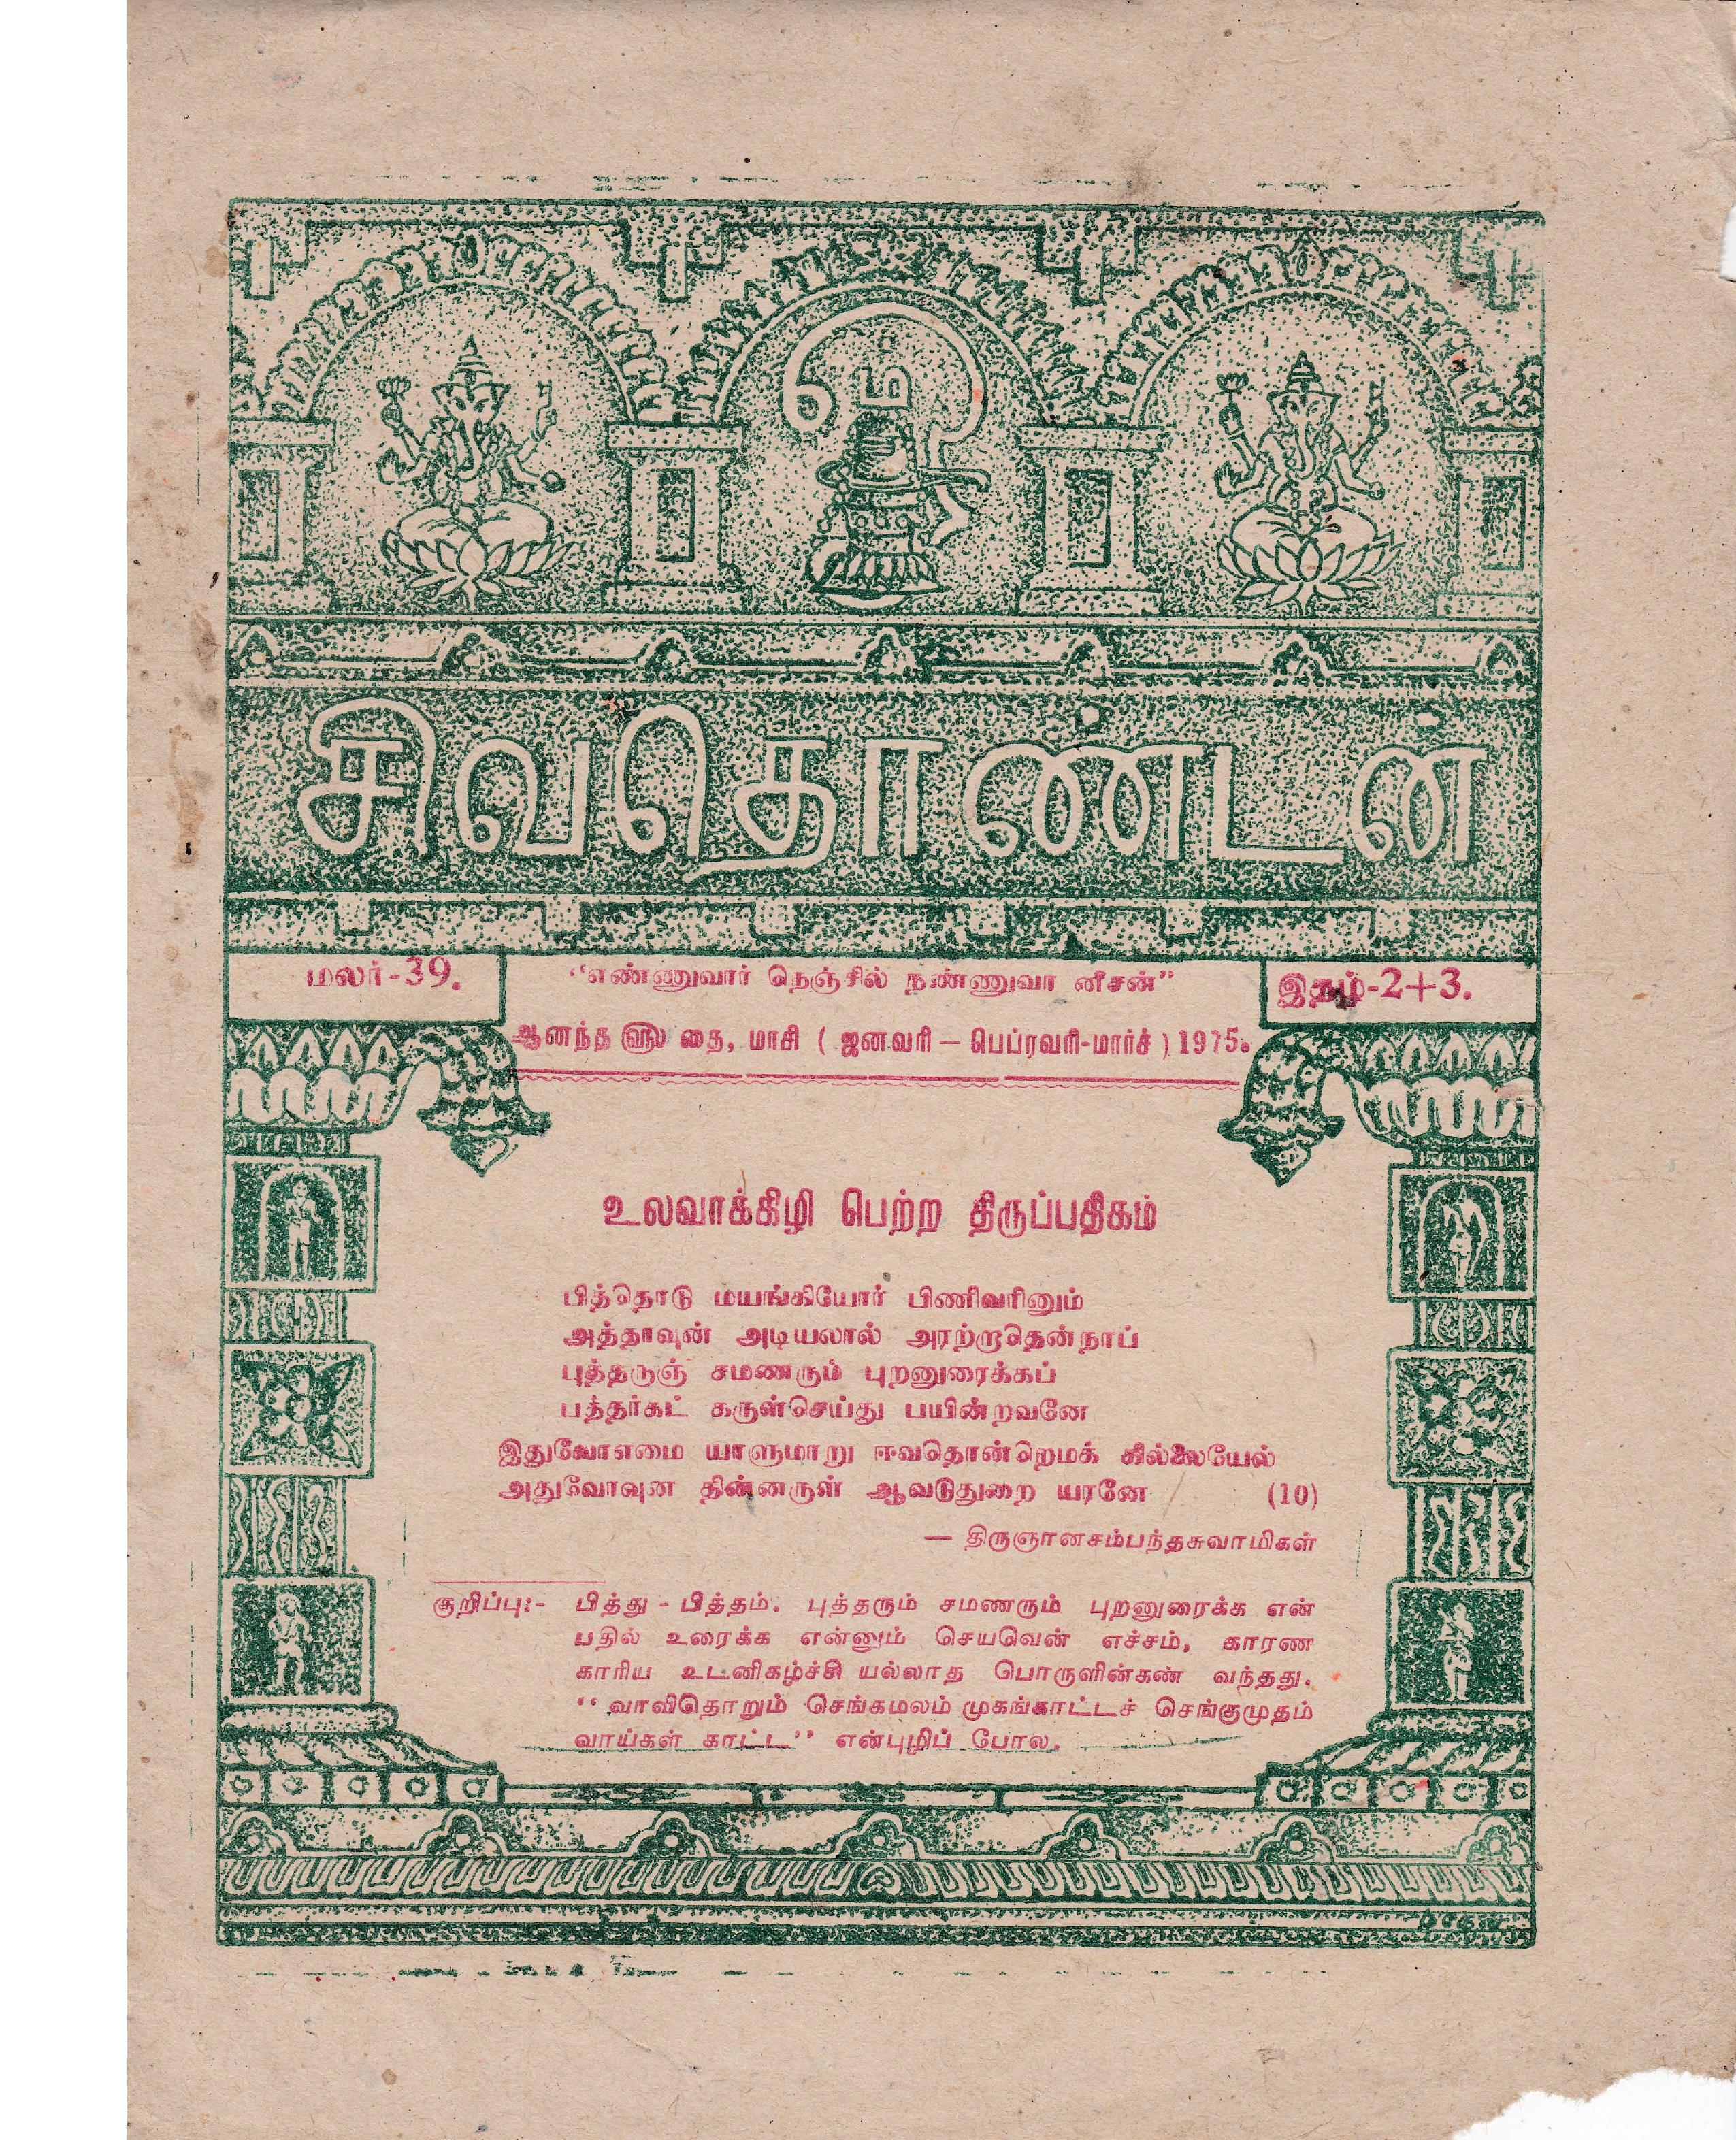 ஓம்
சிவதொண்டன்
மலர்-39.
"எண்ணுவார் நெஞ்சில் நண்ணுவா னீசன்"
இதழ்-2+3.
ஆனந்த ௵ தை, மாசி ( ஜனவரி — பெப்ரவரி-மார்ச் ) 1975.
உலவாக்கிழி பெற்ற திருப்பதிகம்
பித்தொடு மயங்கியோர் பிணிவரினும்
அத்தாவுன் அடியலால் அரற்றாதென்நாப்
புத்தருஞ் சமணரும் புறனுரைக்கப்
பத்தர்கட் கருள்செய்து பயின்றவனே
இதுவோஎமை யாளுமாறு ஈவதொன்றெமக் கில்லையேல்
அதுவோவுன தின்னருள் ஆவடுதுறை யரனே (10)
— திருஞானசம்பந்தசுவாமிகள்
குறிப்பு:- பித்து - பித்தம். புத்தரும் சமணரும் புறனுரைக்க என்
பதில் உரைக்க என்னும் செயவென் எச்சம், காரண
காரிய உடனிகழ்ச்சி யல்லாத பொருளின்கண் வந்தது.
"வாவிதொறும் செங்கமலம் முகங்காட்டச் செங்குமுதம்
வாய்கள் காட்ட" என்புழிப் போல.